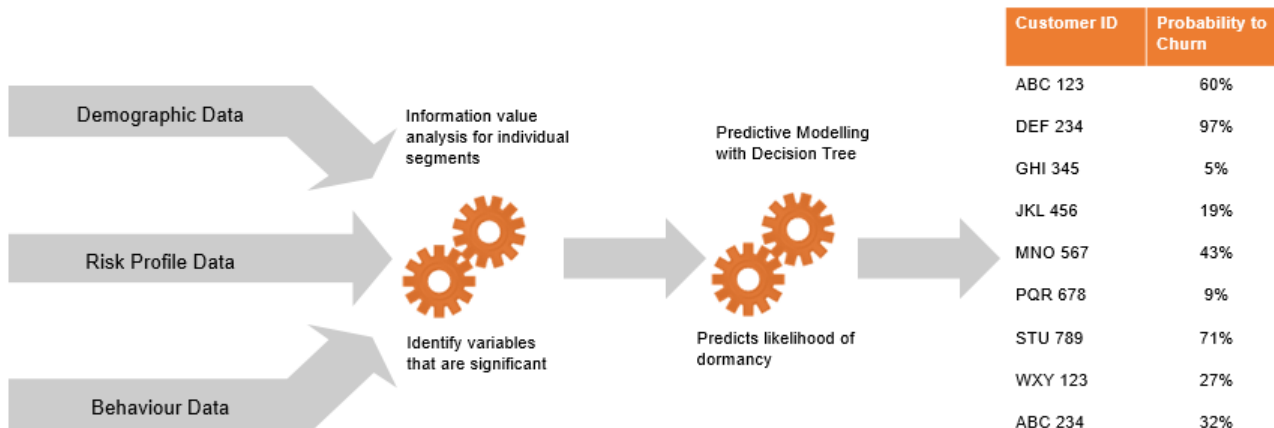 Demographic Data
Risk Profile Data
Behaviour Data
Information value
analysis for individual
segments
Identify variables
that are significant
Predictive Modelling
with Decision Tree
Predicts likelihood of
dormancy
Customer ID Probability to
Churn
ABC 123 60%
DEF 234 97%
GHI 345 5%
JKL 456 19%
MNO 567 43%
PQR 678 9%
STU 789 71%
WXY 123 27%
ABC 234 32%